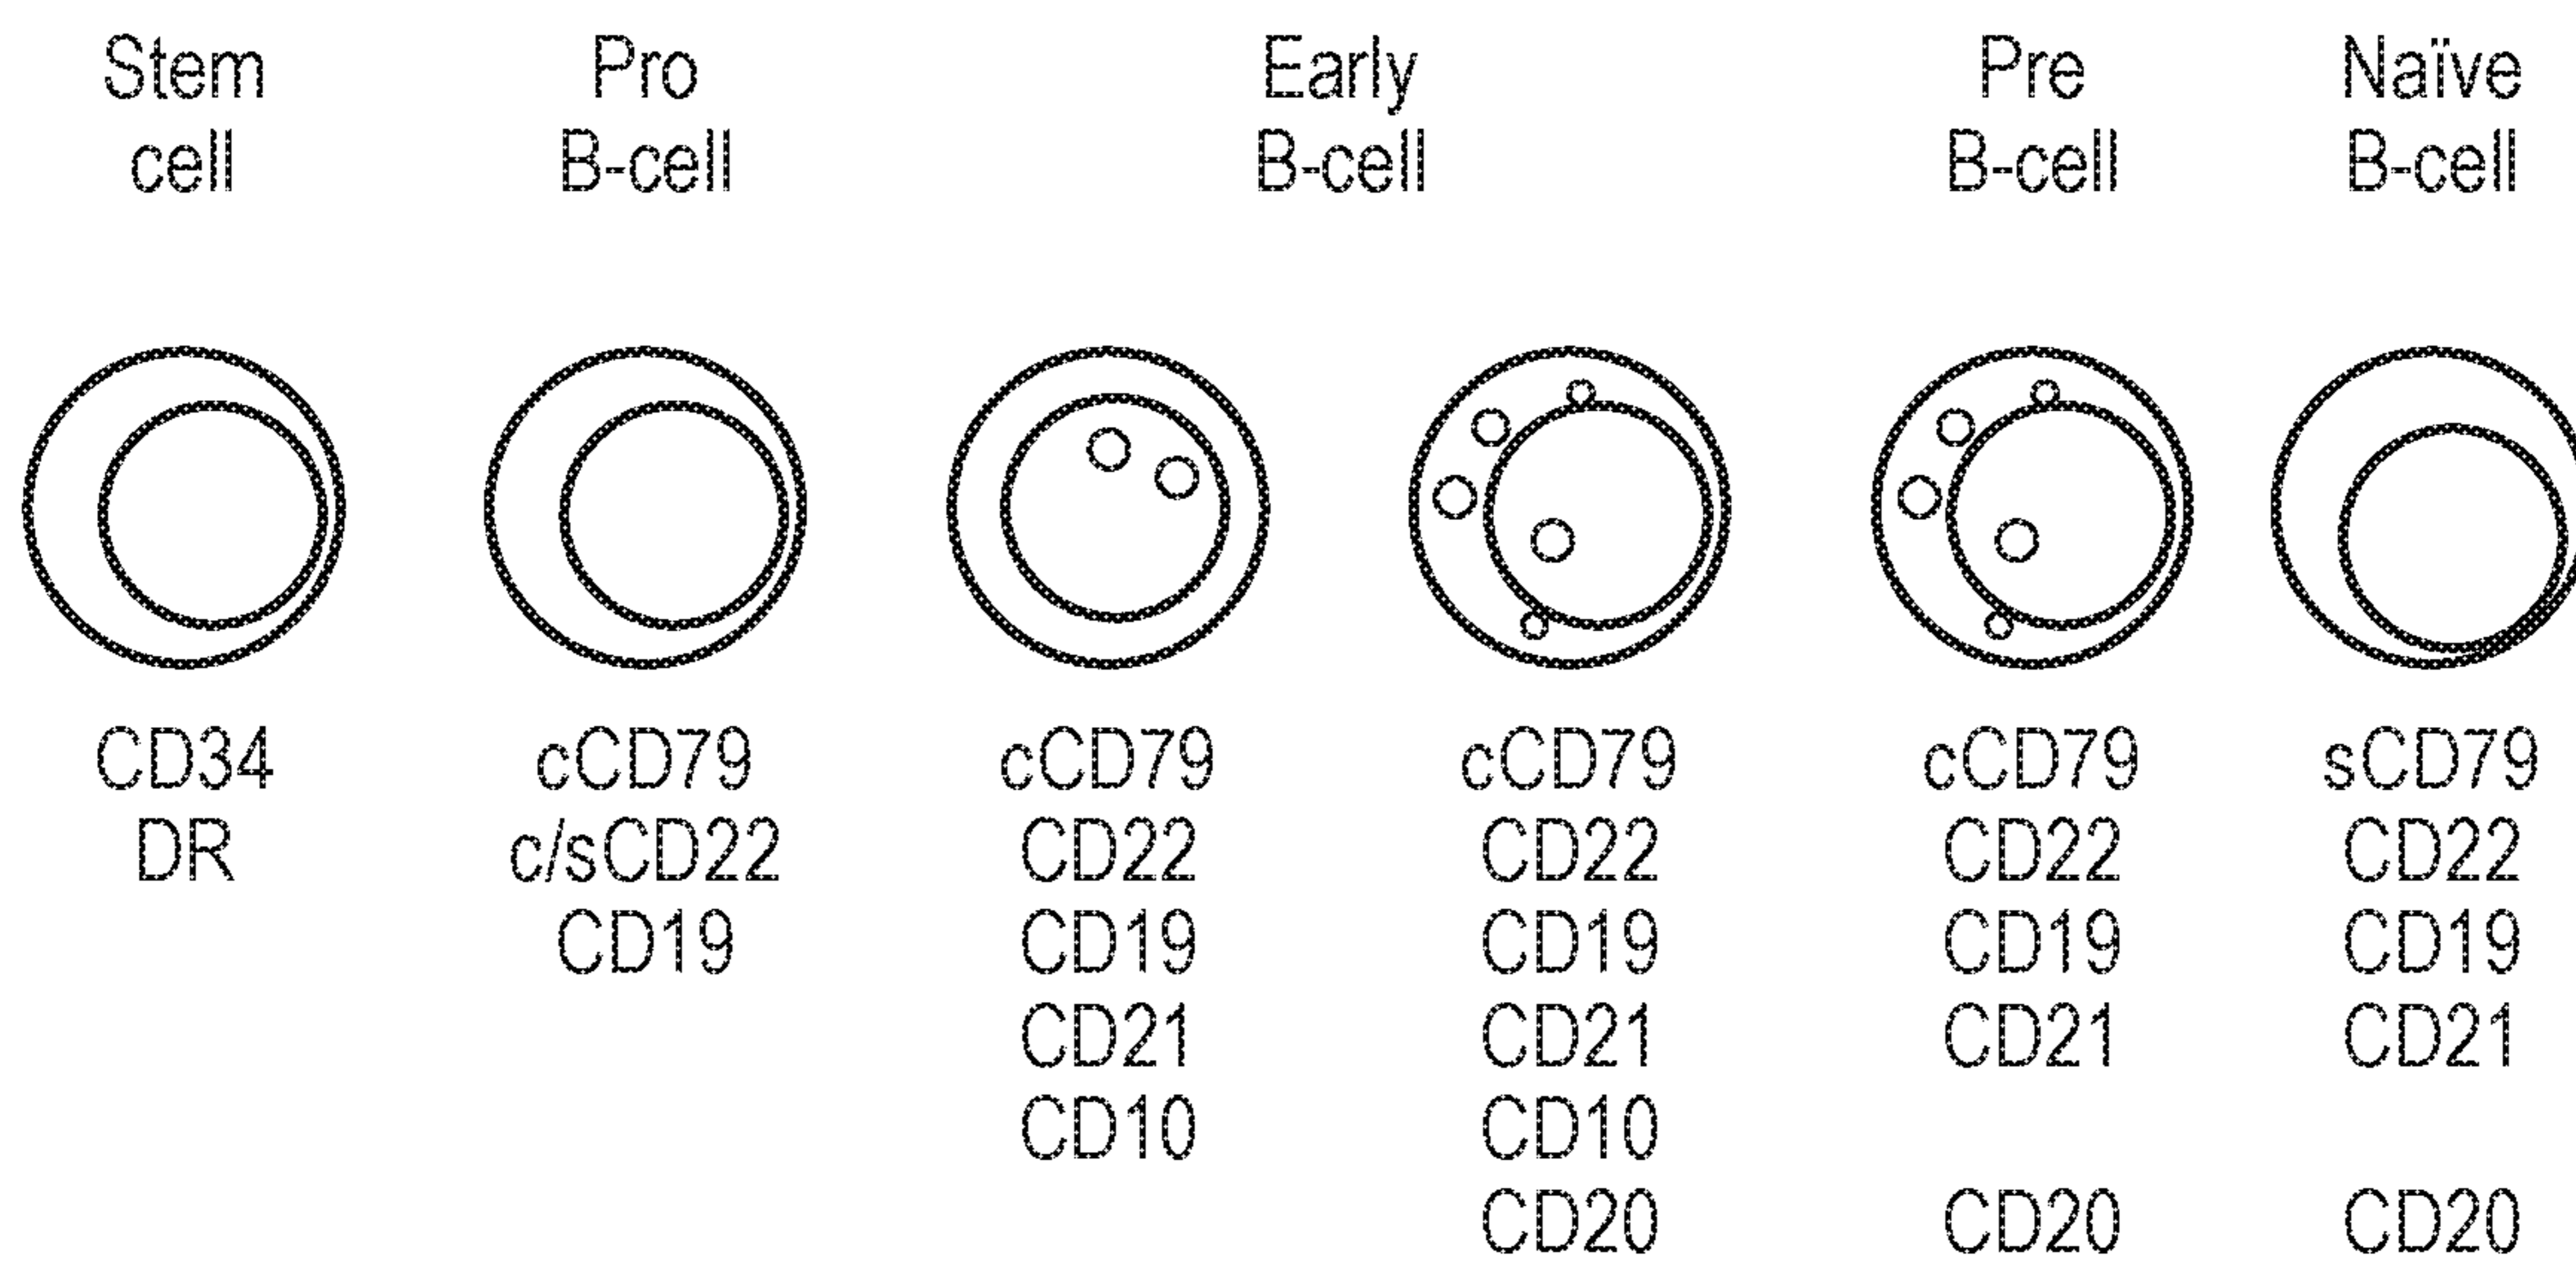 Stem Pro Early Pre Naïve
cell B-cell B-cell B-cell B-cell
CD34 cCD79 cCD79 cCD79 cCD79 sCD79
DR c/sCD22 CD22 CD22 CD22 CD22
CD19 CD19 CD19 CD19 CD19
CD21 CD21 CD21 CD21
CD10 CD10
CD20 CD20 CD20